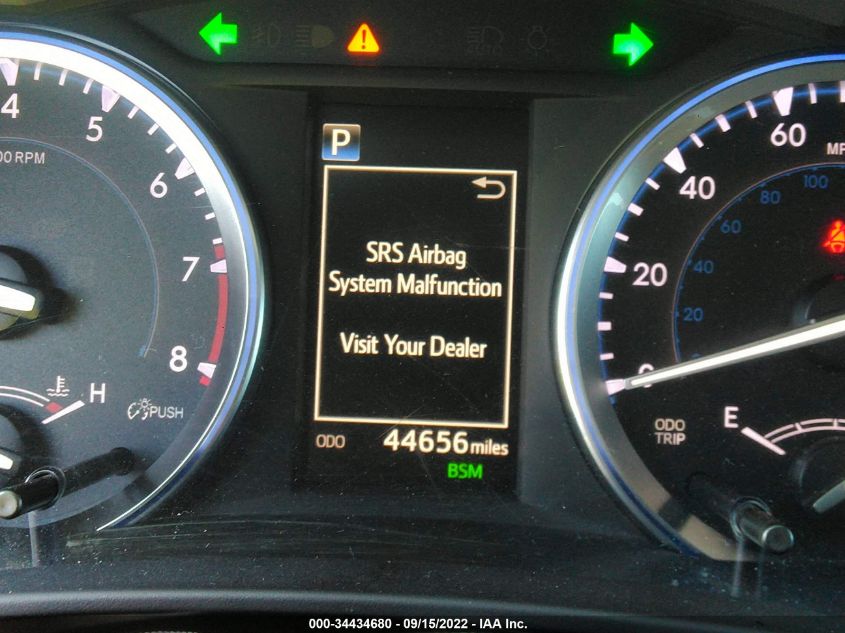 4
5
00 RPM
6
7
8
H
PUSH
P
SRS Airbag
System Malfunction
Visit Your Dealer
ODO 44656 miles
BSM
60
40
20
0
100
80
60
40
20
ODO
TRIP
E
000-34434680 - 09/15/2022 - IAA Inc.